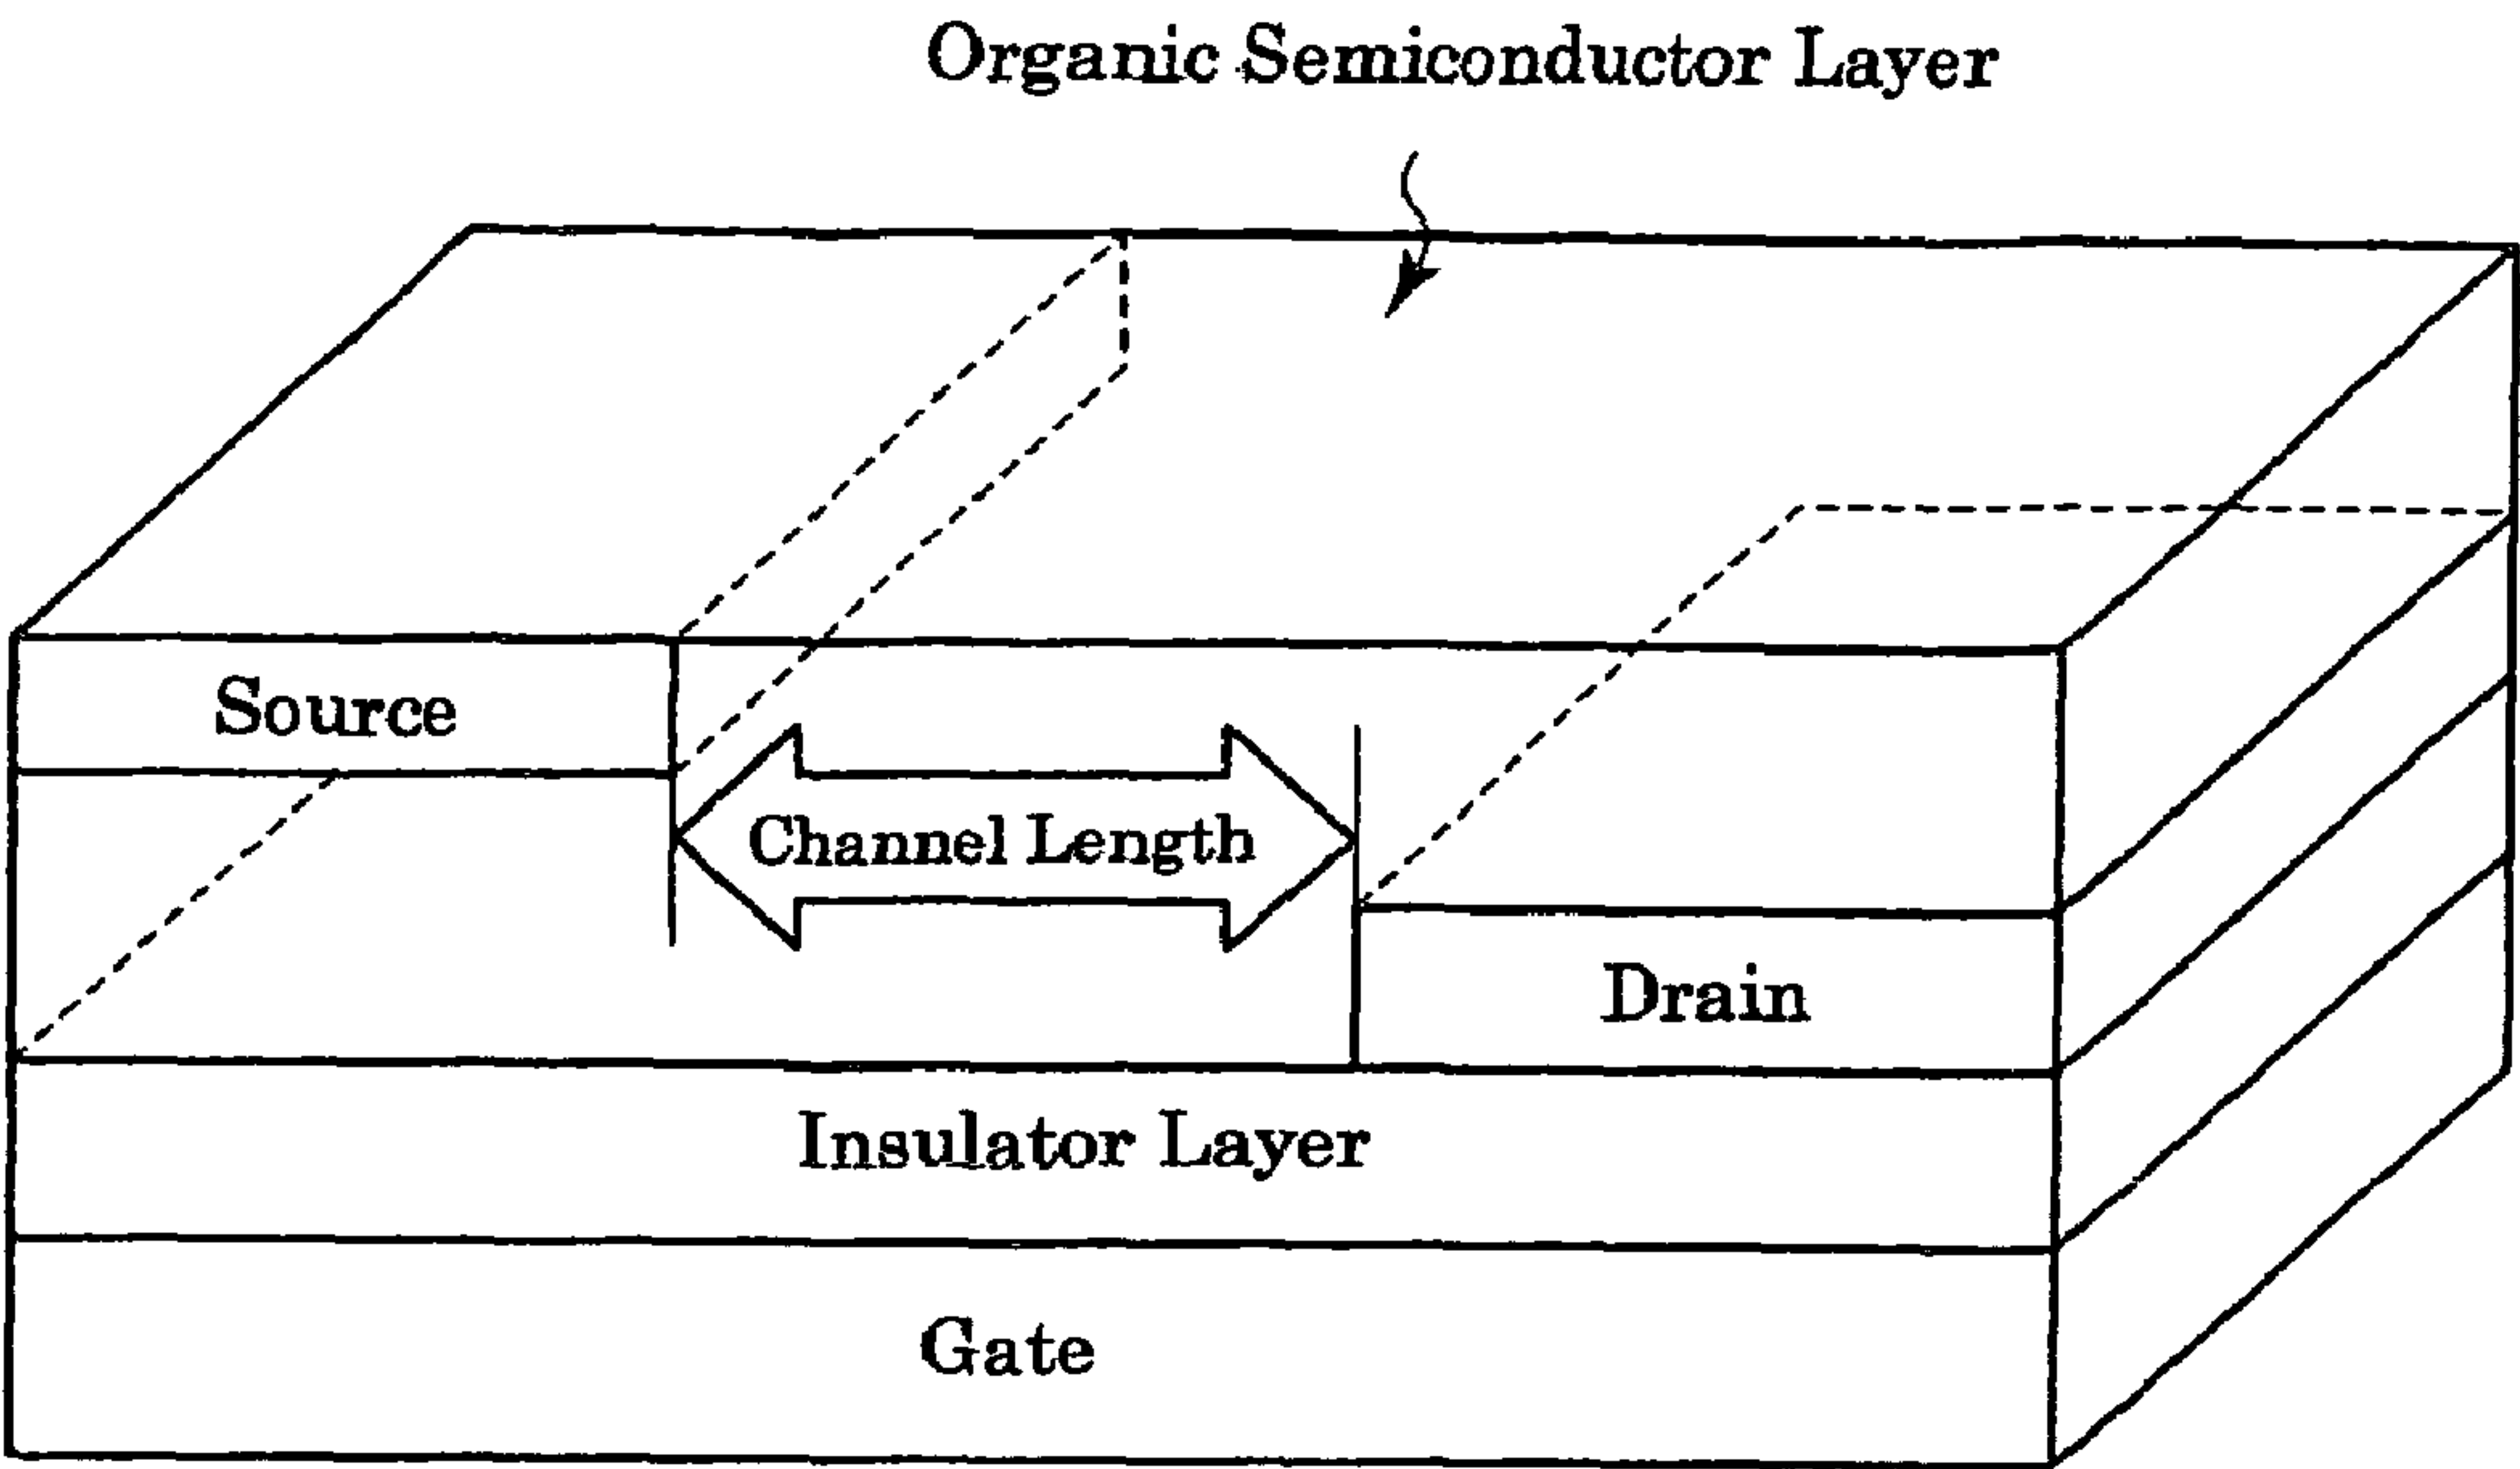 Organic Semiconductor Layer
Source
Channel Length
Drain
Insulator Layer
Gate